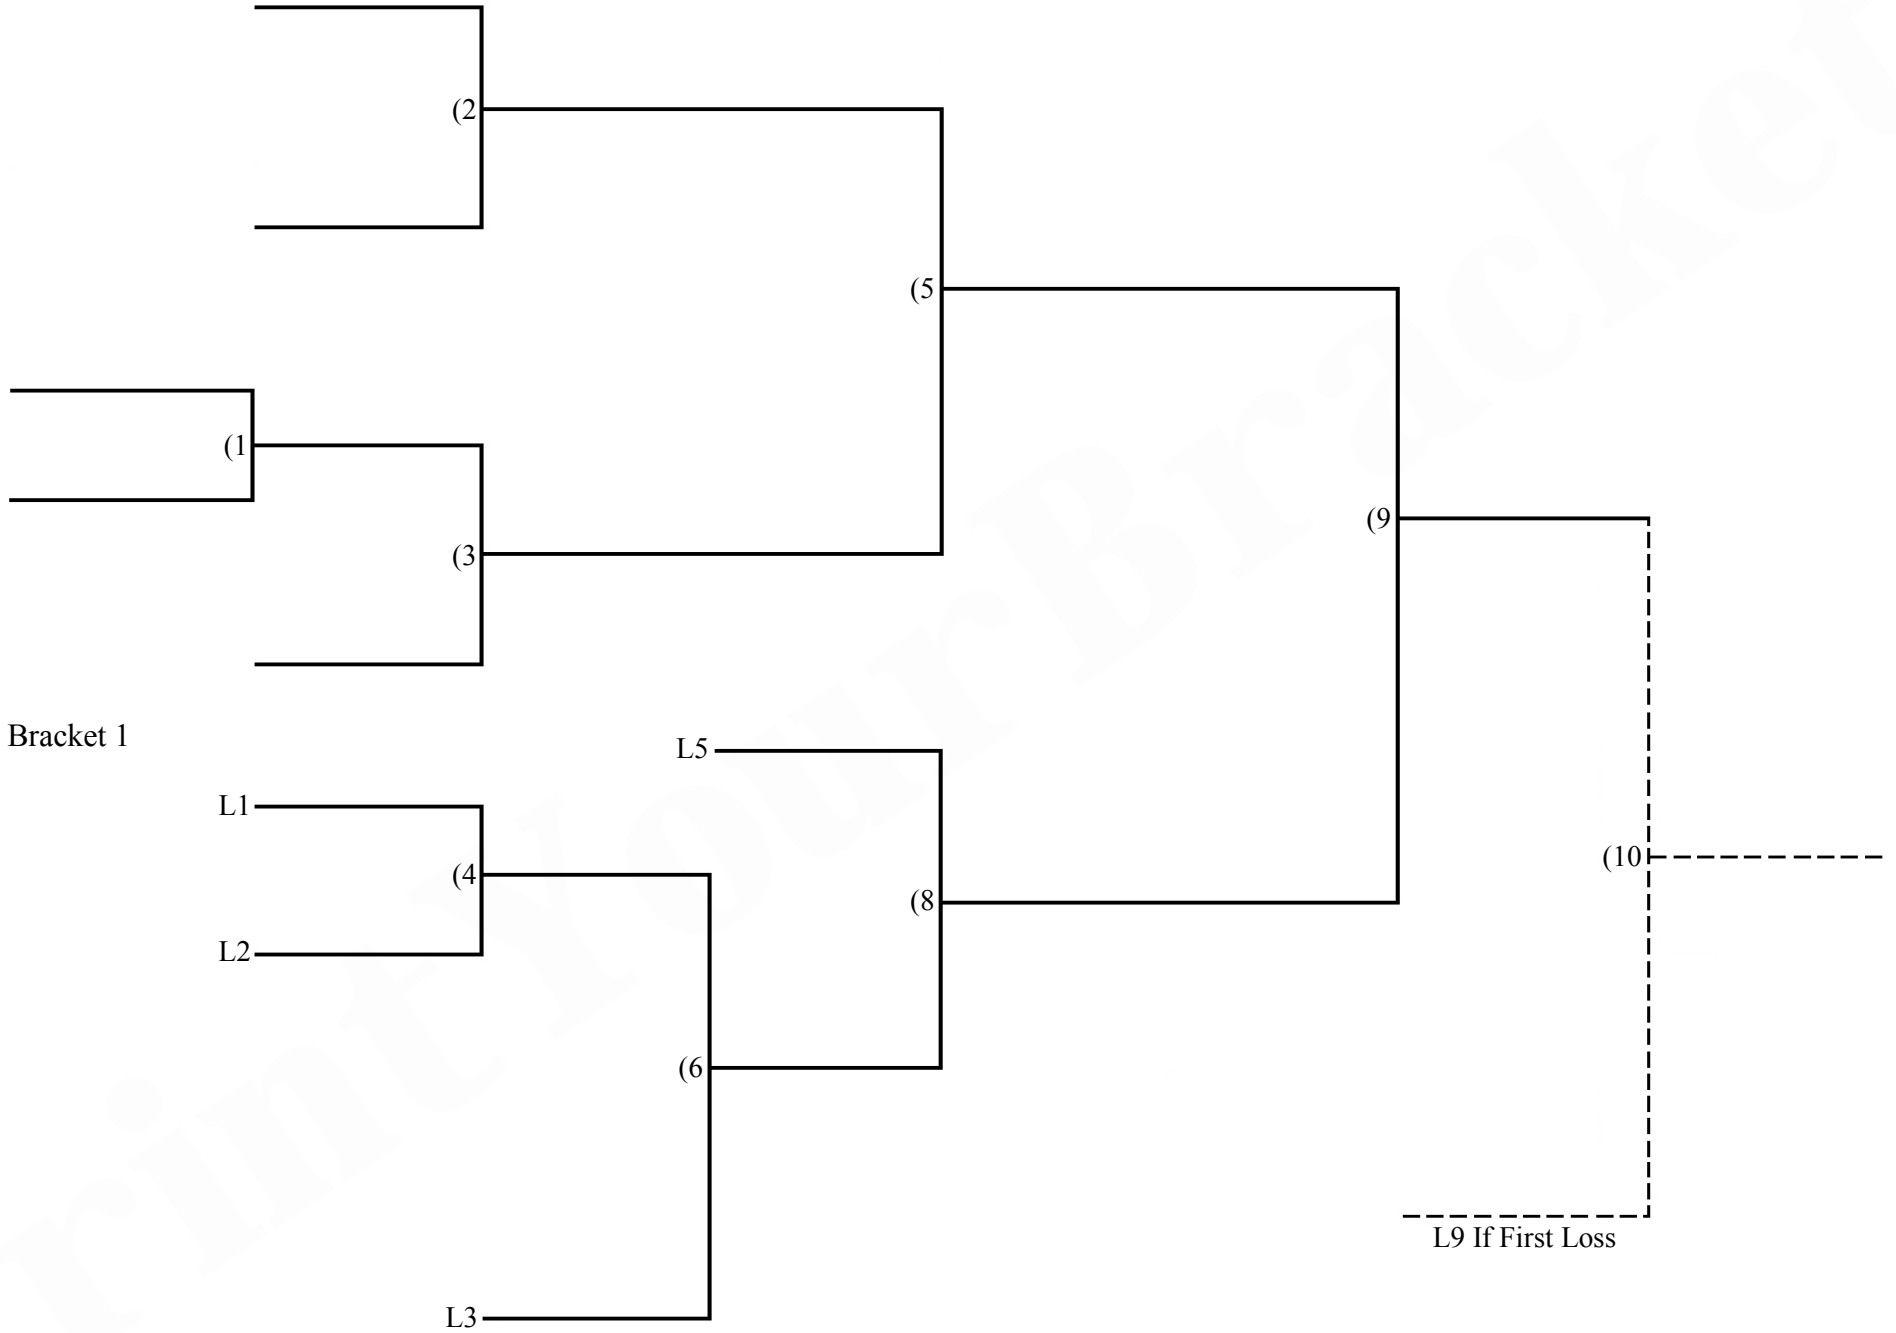 (2
(5
(1
(9
(3
Bracket 1
L5
L1
(10
(4
(8
L2
(6
L9 If First Loss
L3
rintYourBracket